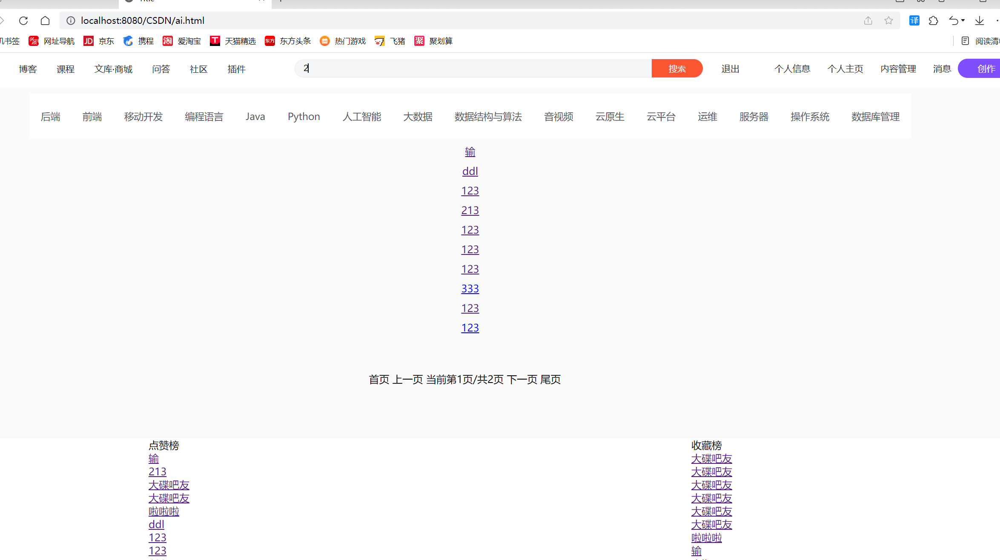 localhost:8080/CSDN/ai.html
译
书签 网址导航 JD 京东 携程 淘 爱淘宝 T 天猫精选 东方 东方头条 热门游戏 飞猪 聚 聚划算 阅读清
博客 课程 文库·商城 问答 社区 插件 2 搜索 退出 个人信息 个人主页 内容管理 消息 创作
后端 前端 移动开发 编程语言 Java Python 人工智能 大数据 数据结构与算法 音视频 云原生 云平台 运维 服务器 操作系统 数据库管理
输
ddl
123
213
123
123
123
333
123
123
首页 上一页 当前第1页/共2页 下一页 尾页
点赞榜
输
213
大碟吧友
大碟吧友
啦啦啦
ddl
123
123
收藏榜
大碟吧友
大碟吧友
大碟吧友
大碟吧友
大碟吧友
大碟吧友
啦啦啦
输